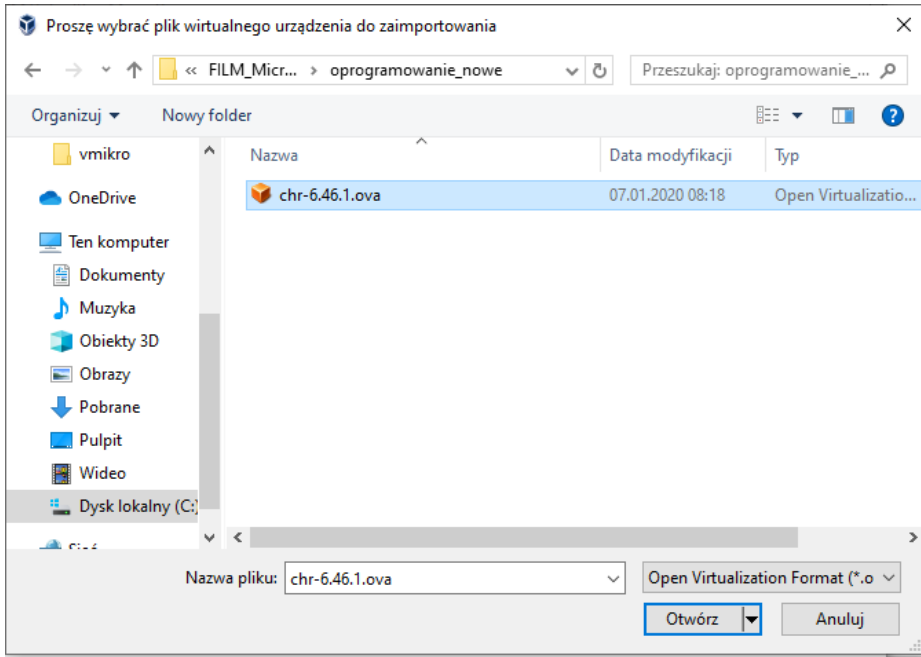 Proszę wybrać plik wirtualnego urządzenia do zaimportowania
« FILM_Micr... › oprogramowanie_nowe
Przeszukaj: oprogramowanie_...
Organizuj Nowy folder
vmikro
OneDrive
Ten komputer
Dokumenty
Muzyka
Obiekty 3D
Obrazy
Pobrane
Pulpit
Wideo
Dysk lokalny (C:)
Nazwa Data modyfikacji Typ
chr-6.46.1.ova 07.01.2020 08:18 Open Virtualizatio...
Nazwa pliku: chr-6.46.1.ova Open Virtualization Format (*.o
Otwórz Anuluj